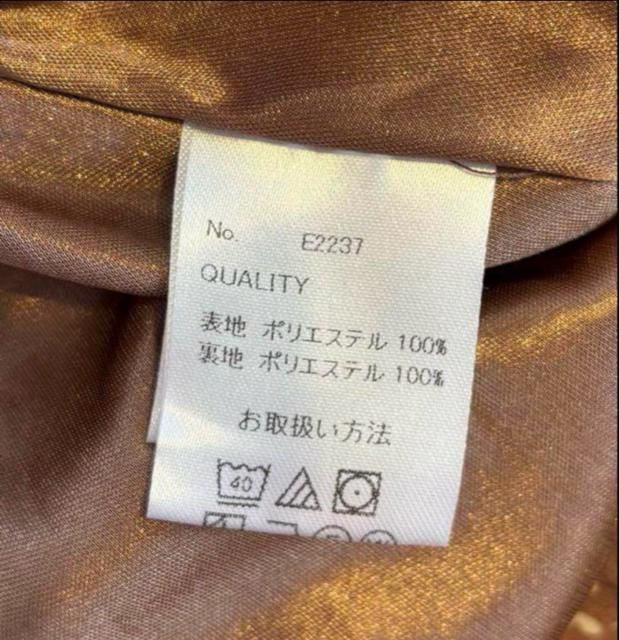 No. E2237
QUALITY
表地 ポリエステル 100%
裏地 ポリエステル 100%
お取扱い方法
40